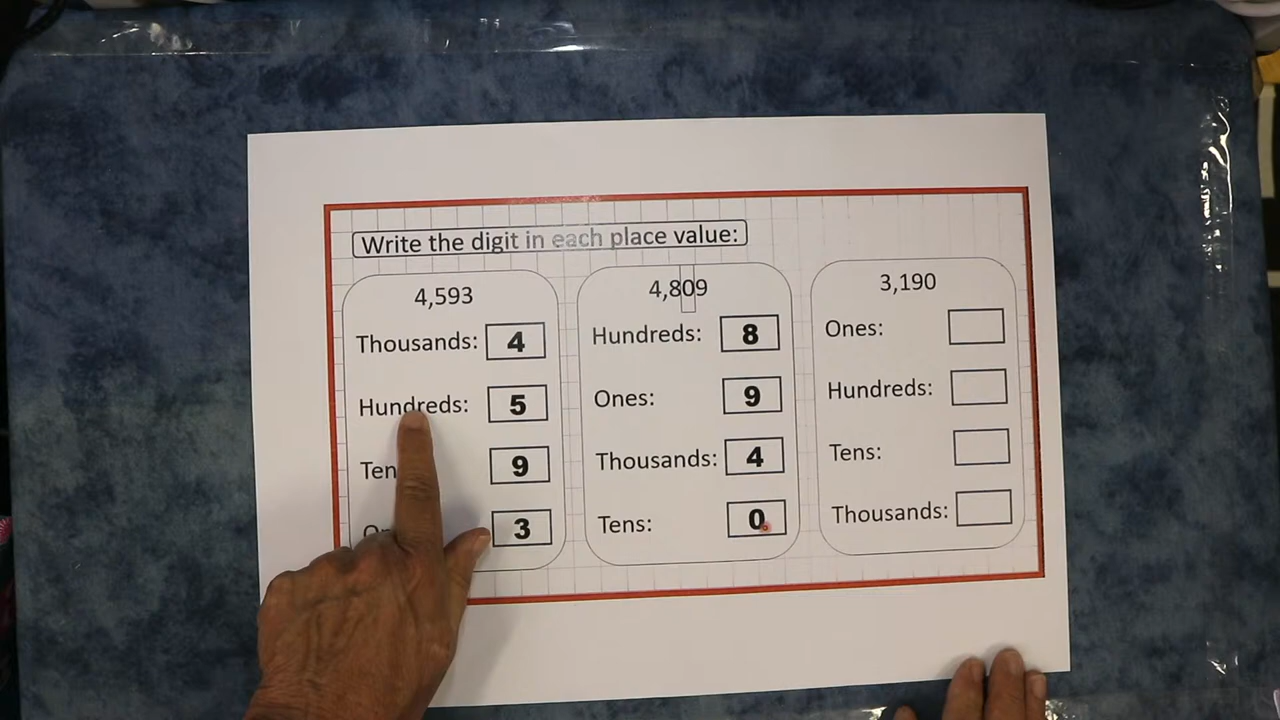 Write the digit in each place value:
4,593
Thousands: 4
Hundreds: 5
9
3
4,809
Hundreds: 8
Ones: 9
Thousands: 4
Tens: 0
3,190
Ones:
Hundreds:
Tens:
Thousands: